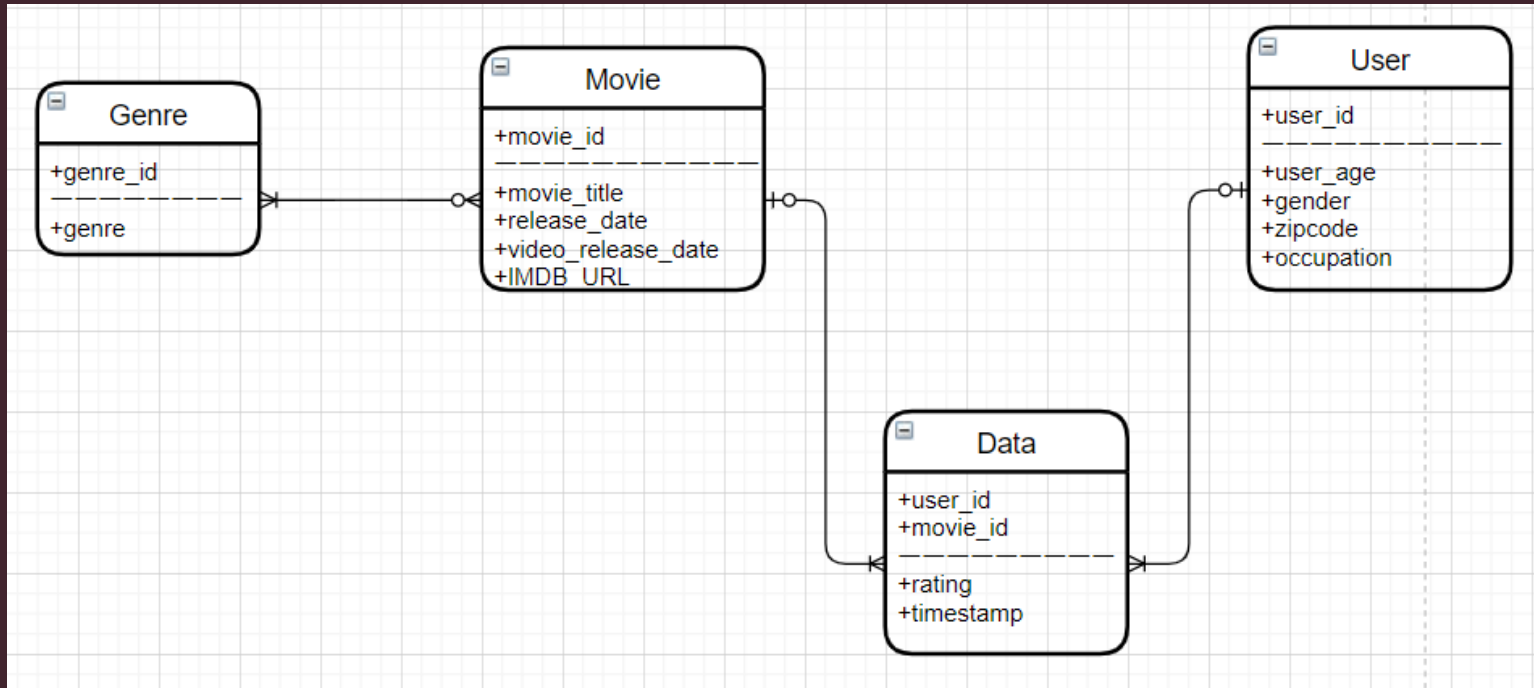 Genre
+genre_id
+genre
Movie
+movie_id
+movie_title
+release_date
+video_release_date
+IMDB_URL
User
+user_id
+user_age
+gender
+zipcode
+occupation
Data
+user_id
+movie_id
+rating
+timestamp